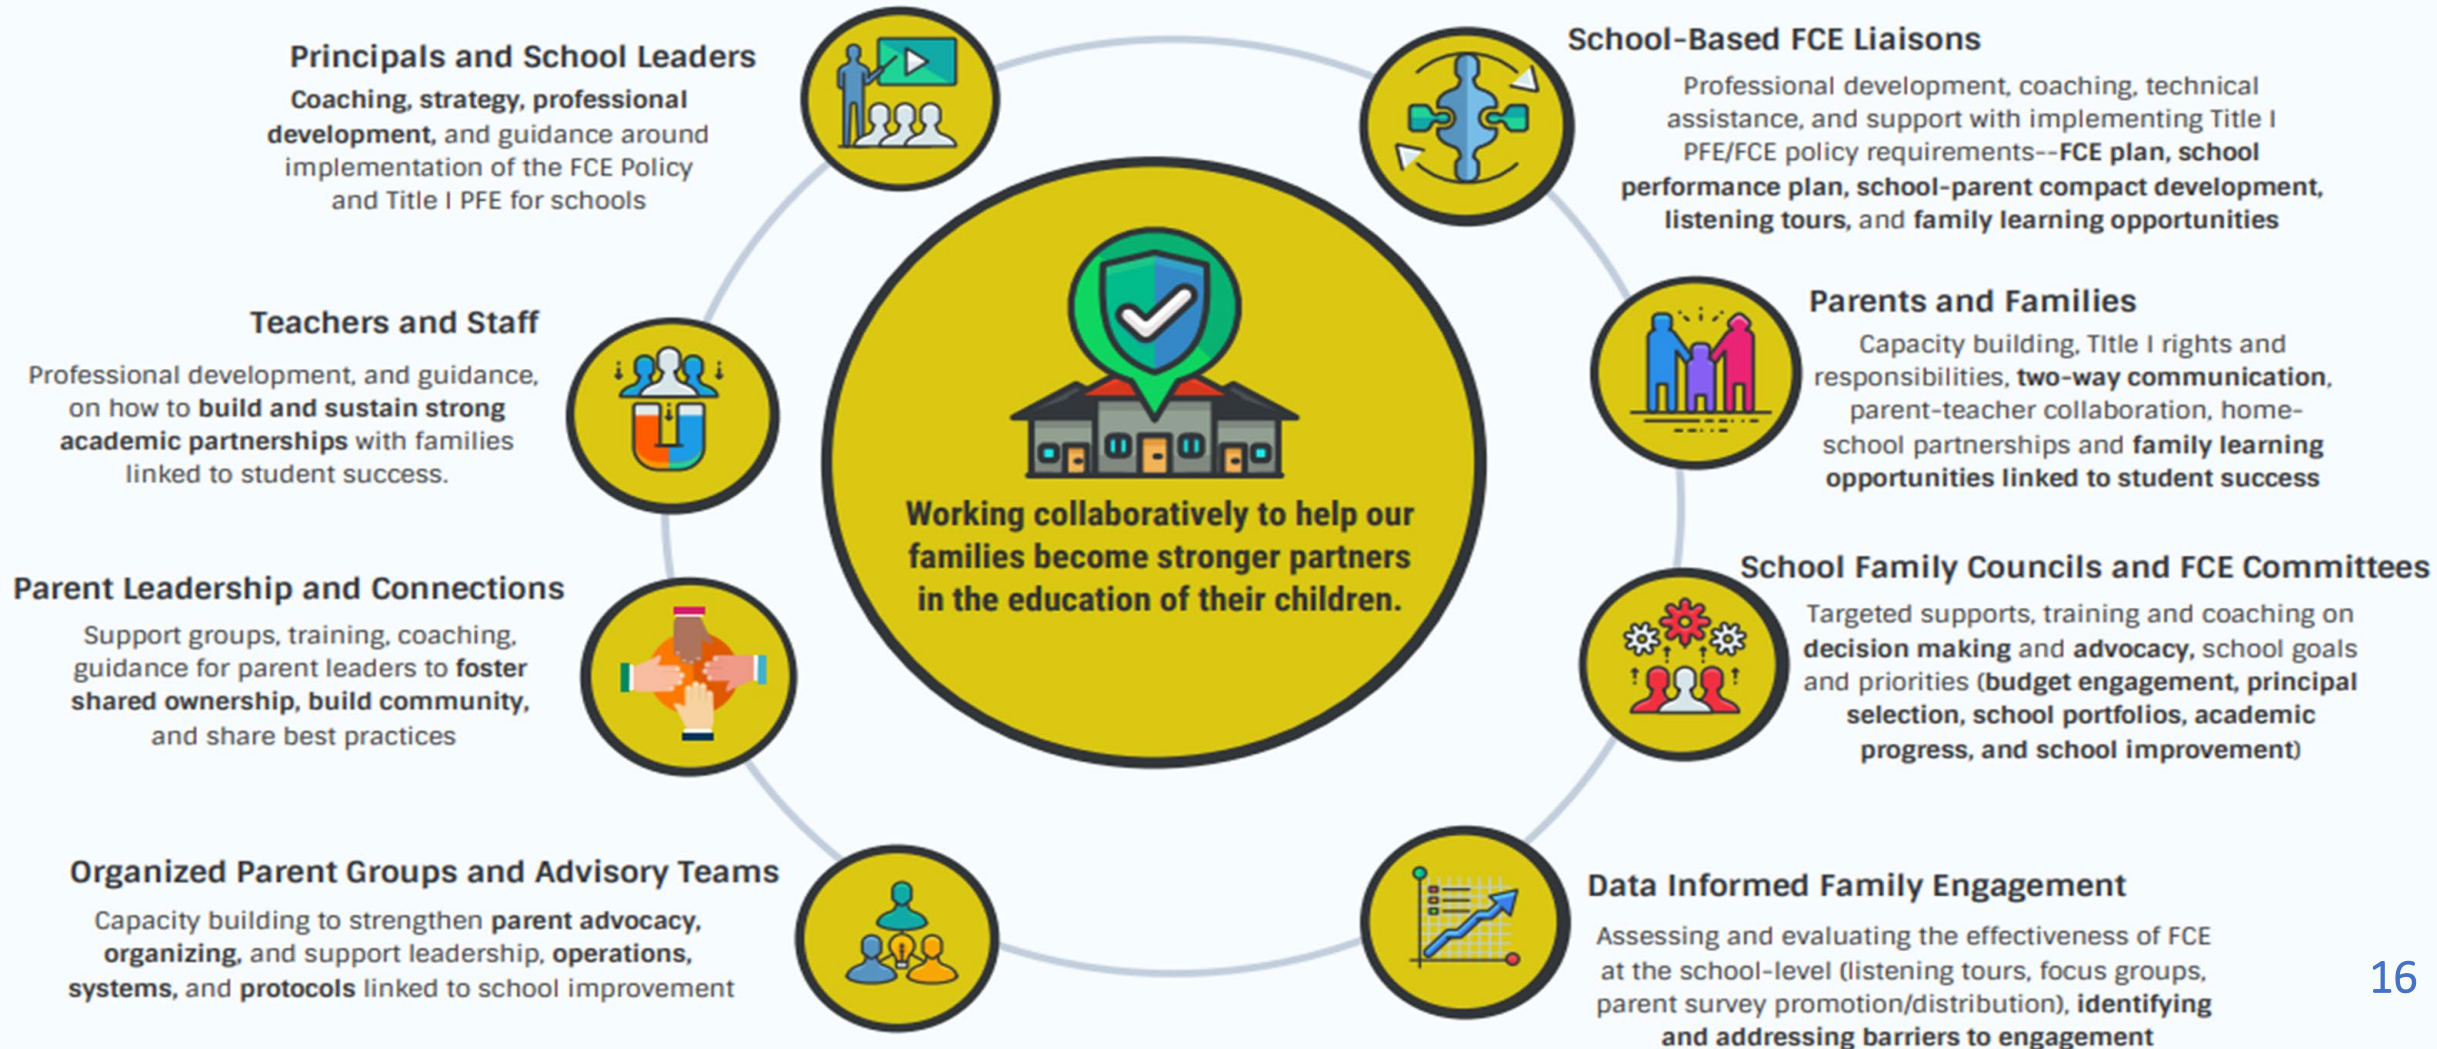 Principals and School Leaders
Coaching, strategy, professional
development, and guidance around
implementation of the FCE Policy
and Title I PFE for schools
Teachers and Staff
Professional development, and guidance,
on how to build and sustain strong
academic partnerships with families
linked to student success.
Parent Leadership and Connections
Support groups, training, coaching,
guidance for parent leaders to foster
shared ownership, build community,
and share best practices
Organized Parent Groups and Advisory Teams
Capacity building to strengthen parent advocacy,
organizing, and support leadership, operations,
systems, and protocols linked to school improvement
Working collaboratively to help our
families become stronger partners
in the education of their children.
School-Based FCE Liaisons
Professional development, coaching, technical
assistance, and support with implementing Title I
PFE/FCE policy requirements--FCE plan, school
performance plan, school-parent compact development,
listening tours, and family learning opportunities
Parents and Families
Capacity building, TItle I rights and
responsibilities, two-way communication,
parent-teacher collaboration, home-
school partnerships and family learning
opportunities linked to student success
School Family Councils and FCE Committees
Targeted supports, training and coaching on
decision making and advocacy, school goals
and priorities (budget engagement, principal
selection, school portfolios, academic
progress, and school improvement)
Data Informed Family Engagement
Assessing and evaluating the effectiveness of FCE
at the school-level (listening tours, focus groups,
parent survey promotion/distribution), identifying
and addressing barriers to engagement
16